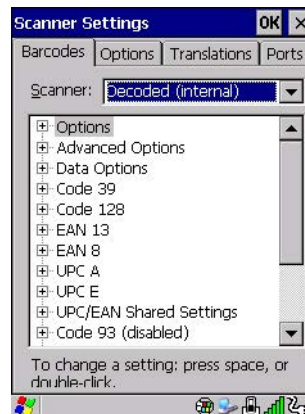 Scanner Settings OK ×
Barcodes Options Translations Ports
Scanner: Decoded (internal)
Options
Advanced Options
Data Options
Code 39
Code 128
EAN 13
EAN 8
UPC A
UPC E
UPC/EAN Shared Settings
Code 93 (disabled)
To change a setting: press space, or
double-click.